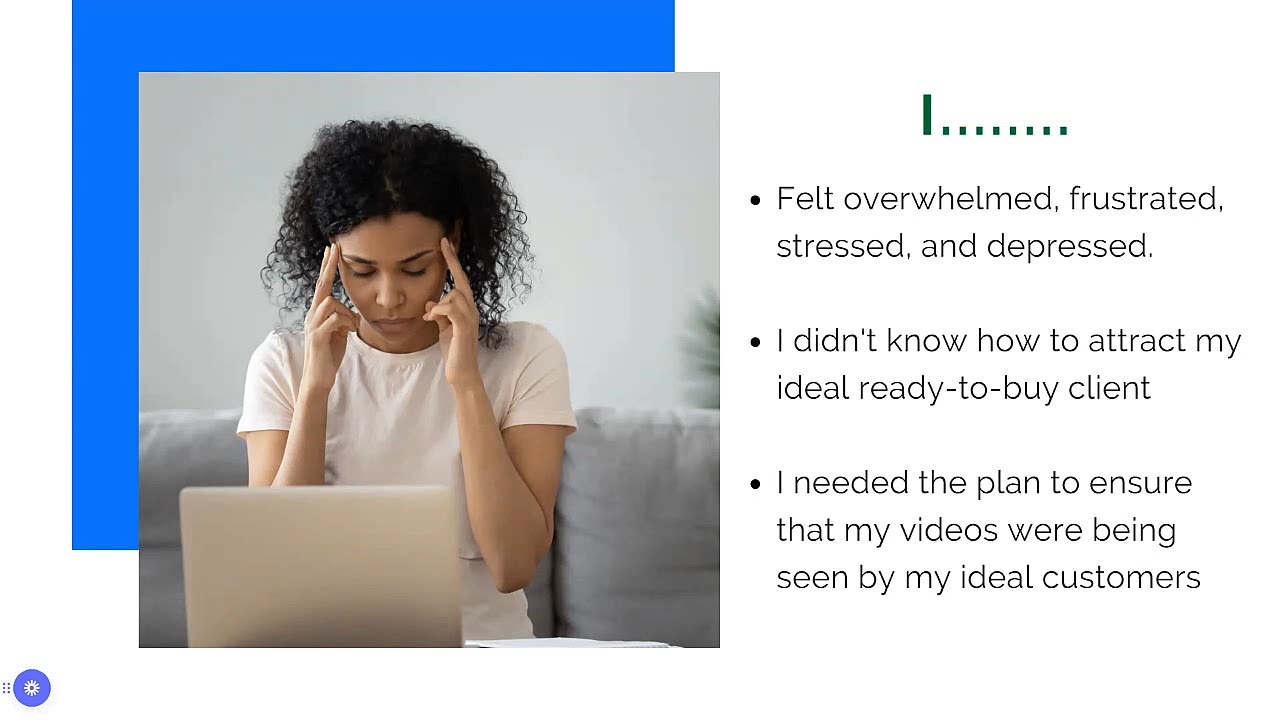 I........
• Felt overwhelmed, frustrated,
stressed, and depressed.
• I didn't know how to attract my
ideal ready-to-buy client
• I needed the plan to ensure
that my videos were being
seen by my ideal customers